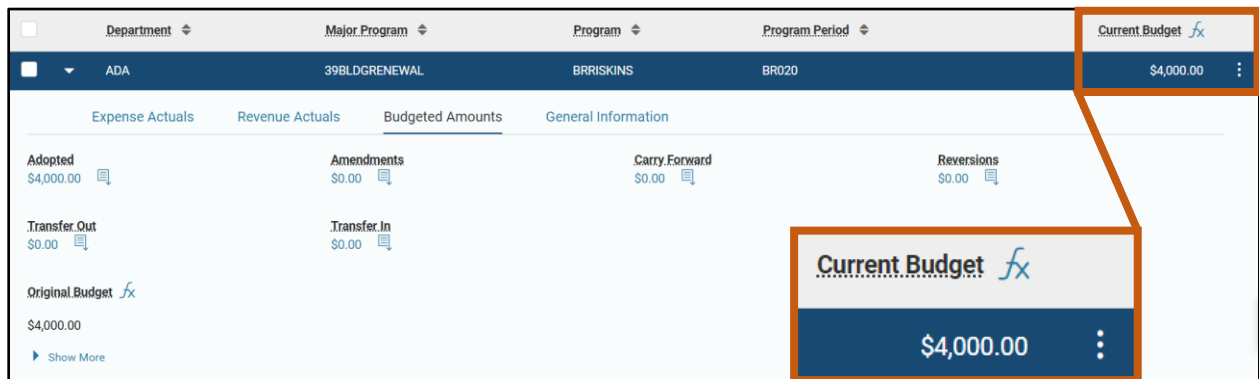 Department Major Program Program Program Period Current Budget fx
ADA 39BLDGRENEWAL BRRISKINS BR020 $4,000.00
Expense Actuals Revenue Actuals Budgeted Amounts General Information
Adopted Amendments Carry Forward Reversions
$4,000.00 $0.00 $0.00 $0.00
Transfer Out Transfer In
$0.00 $0.00
Original Budget fx
$4,000.00
Show More
Current Budget fx
$4,000.00